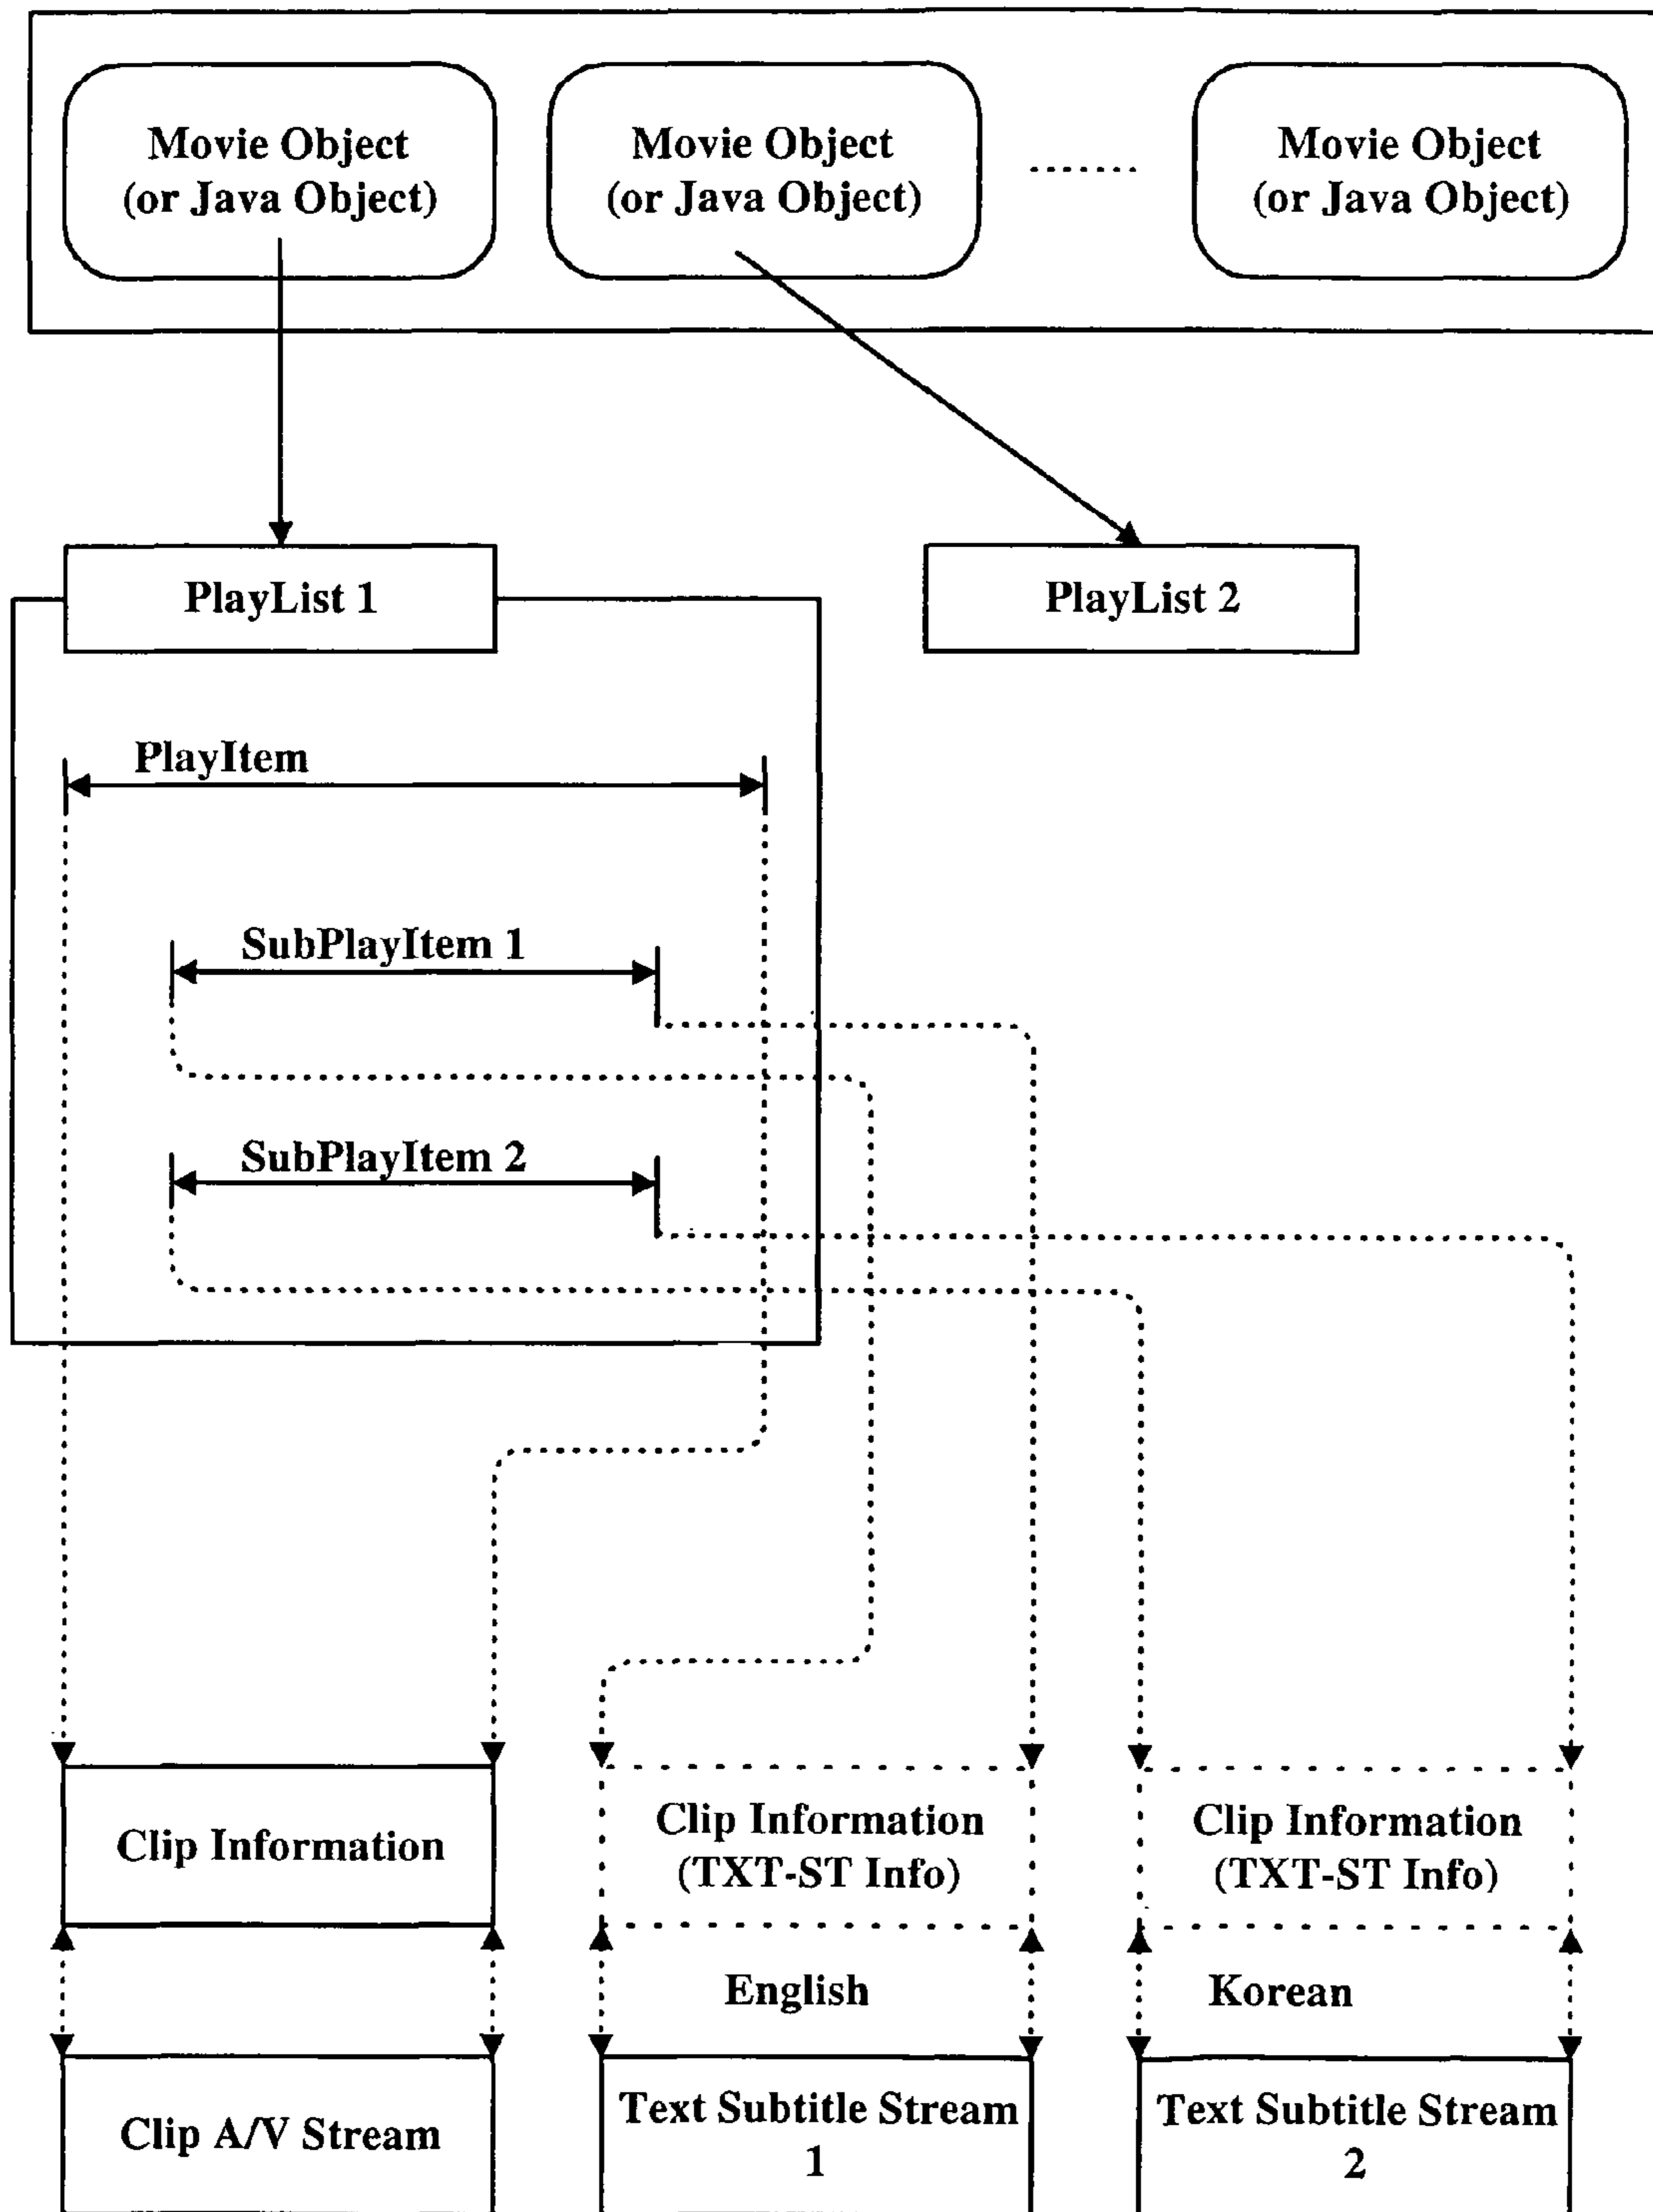 Movie Object
(or Java Object)
Movie Object
(or Java Object)
Movie Object
(or Java Object)
PlayList 1
PlayList 2
PlayItem
SubPlayItem 1
SubPlayItem 2
Clip Information
Clip Information
(TXT-ST Info)
Clip Information
(TXT-ST Info)
English
Korean
Clip A/V Stream
Text Subtitle Stream
1
Text Subtitle Stream
2